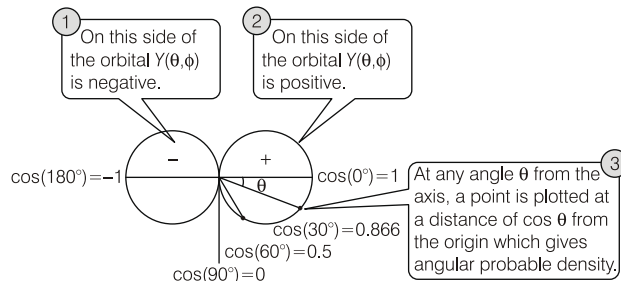 1
On this side of
the orbital Y(θ,ϕ)
is negative.
2
On this side of
the orbital Y(θ,ϕ)
is positive.
−
+
cos(180°)=−1
θ
cos(0°)=1
3
At any angle θ from the
axis, a point is plotted at
a distance of cos θ from
the origin which gives
angular probable density.
cos(30°)=0.866
cos(60°)=0.5
cos(90°)=0